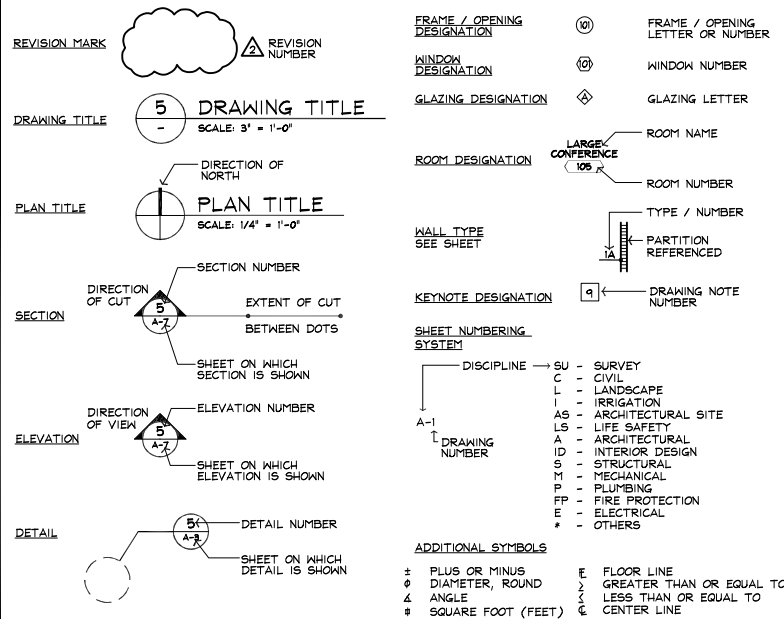 REVISION MARK
2
REVISION
NUMBER
DRAWING TITLE
5
-
DRAWING TITLE
SCALE: 3" = 1'-0"
DIRECTION OF
NORTH
PLAN TITLE
PLAN TITLE
SCALE: 1/4" = 1'-0"
SECTION NUMBER
DIRECTION
OF CUT
5
A-7
SECTION
EXTENT OF CUT
BETWEEN DOTS
SHEET ON WHICH
SECTION IS SHOWN
DIRECTION
OF VIEW
ELEVATION NUMBER
5
A-7
ELEVATION
SHEET ON WHICH
ELEVATION IS SHOWN
DETAIL
5
A-9
DETAIL NUMBER
SHEET ON WHICH
DETAIL IS SHOWN
FRAME / OPENING
DESIGNATION
101
FRAME / OPENING
LETTER OR NUMBER
WINDOW
DESIGNATION
101
WINDOW NUMBER
GLAZING DESIGNATION
A
GLAZING LETTER
ROOM DESIGNATION
LARGE
CONFERENCE
105
ROOM NAME
ROOM NUMBER
WALL TYPE
SEE SHEET
1A
TYPE / NUMBER
PARTITION
REFERENCED
KEYNOTE DESIGNATION
9
DRAWING NOTE
NUMBER
SHEET NUMBERING
SYSTEM
DISCIPLINE
A-1
DRAWING
NUMBER
SU - SURVEY
C - CIVIL
L - LANDSCAPE
I - IRRIGATION
AS - ARCHITECTURAL SITE
LS - LIFE SAFETY
A - ARCHITECTURAL
ID - INTERIOR DESIGN
S - STRUCTURAL
M - MECHANICAL
P - PLUMBING
FP - FIRE PROTECTION
E - ELECTRICAL
* - OTHERS
ADDITIONAL SYMBOLS
± PLUS OR MINUS
Ø DIAMETER, ROUND
∡ ANGLE
SQUARE FOOT (FEET)
FLOOR LINE
≥ GREATER THAN OR EQUAL TO
≤ LESS THAN OR EQUAL TO
℄ CENTER LINE